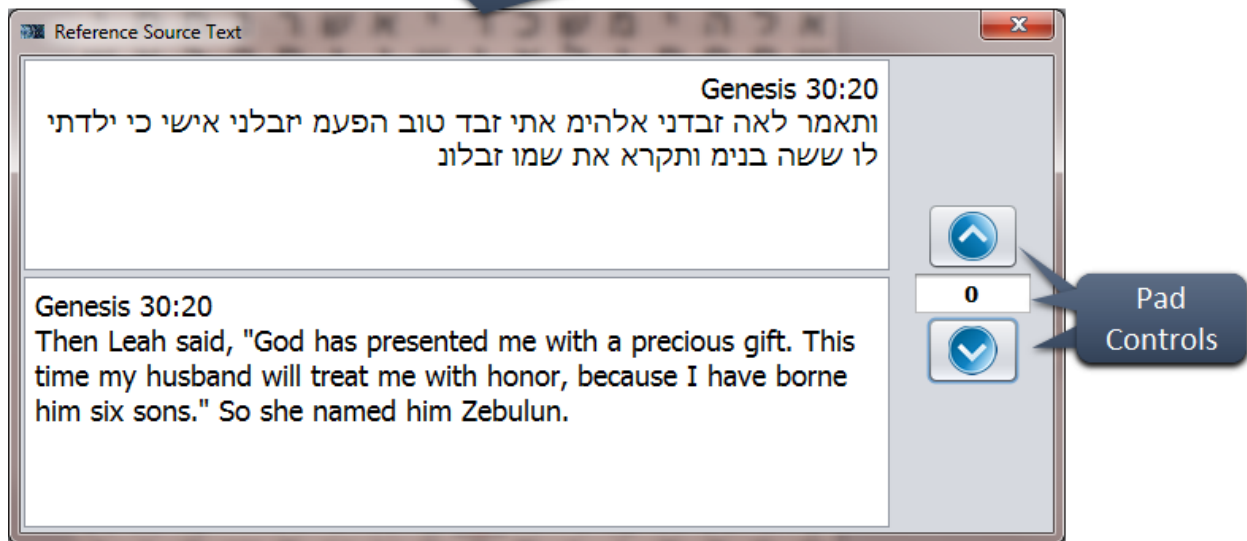 Reference Source Text
Genesis 30:20
ותאמר לאה זבדני אלהימ אתי זבד טוב הפעמ יזבלני אישי כי ילדתי
לו ששה בנימ ותקרא את שמו זבלונ
Genesis 30:20
Then Leah said, "God has presented me with a precious gift. This
time my husband will treat me with honor, because I have borne
him six sons." So she named him Zebulun.
0
Pad
Controls